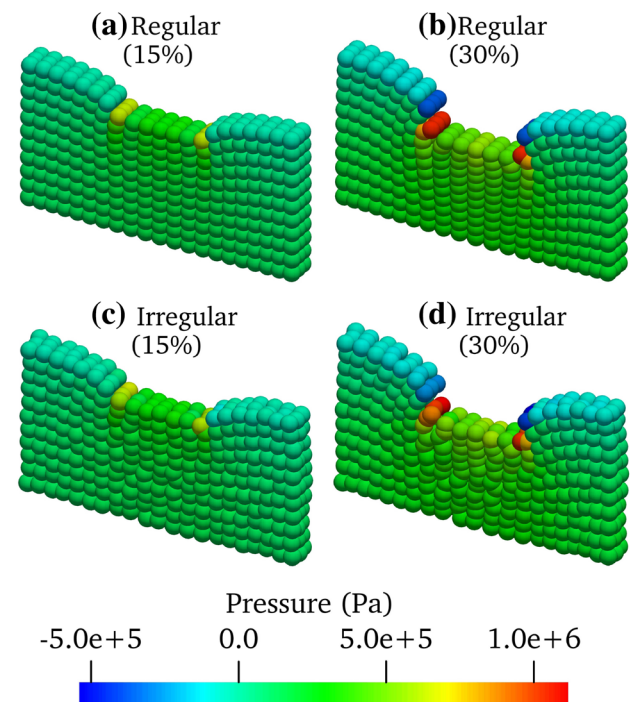 (a) Regular
(15%)
(b) Regular
(30%)
(c) Irregular
(15%)
(d) Irregular
(30%)
Pressure (Pa)
-5.0e+5 0.0 5.0e+5 1.0e+6